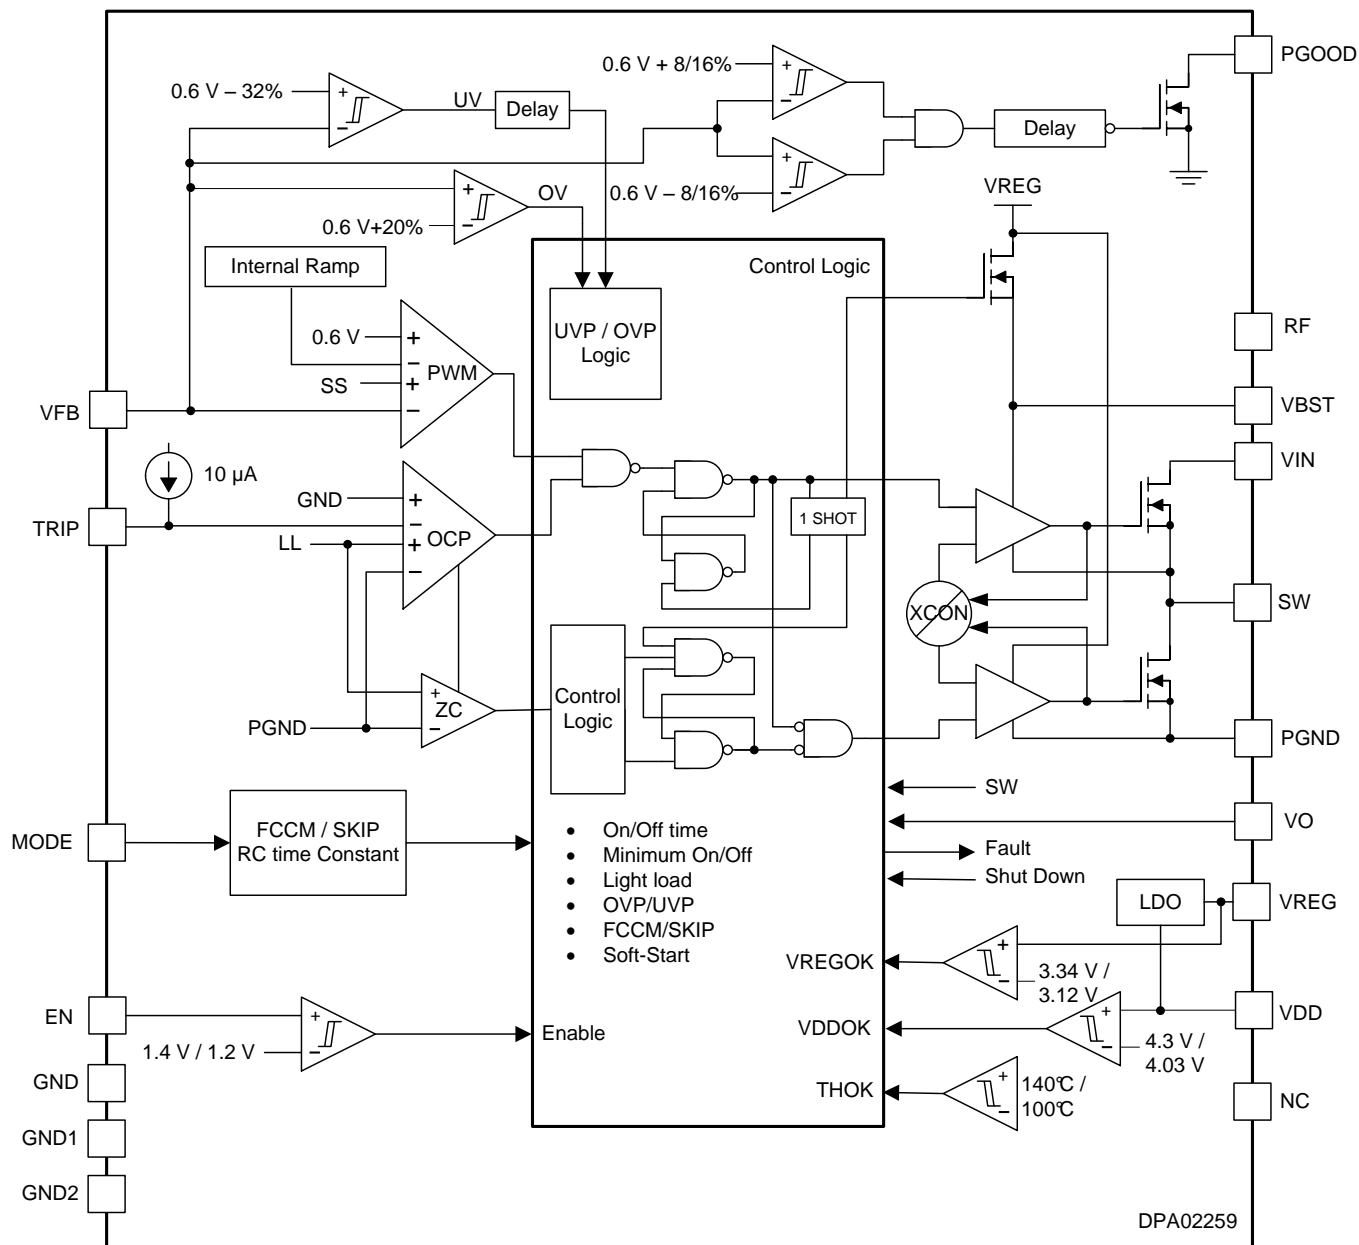 PGOOD
0.6 V + 8/16%
+
−
0.6 V – 32%
+
−
UV
Delay
Delay
+
−
0.6 V – 8/16%
VREG
+
−
OV
0.6 V+20%
Internal Ramp
Control Logic
UVP / OVP
Logic
RF
0.6 V
+
−
PWM
SS
+
−
VFB
VBST
VIN
10 µA
GND
+
−
TRIP
OCP
LL
+
−
1 SHOT
XCON
SW
Control
Logic
+
ZC
−
PGND
PGND
SW
VO
MODE
FCCM / SKIP
RC time Constant
• On/Off time
• Minimum On/Off
• Light load
• OVP/UVP
• FCCM/SKIP
• Soft-Start
Fault
Shut Down
LDO
VREG
VREGOK
+
−
3.34 V /
3.12 V
EN
+
−
1.4 V / 1.2 V
Enable
VDDOK
+
−
4.3 V /
4.03 V
VDD
GND
THOK
+
−
140°C /
100°C
NC
GND1
GND2
DPA02259